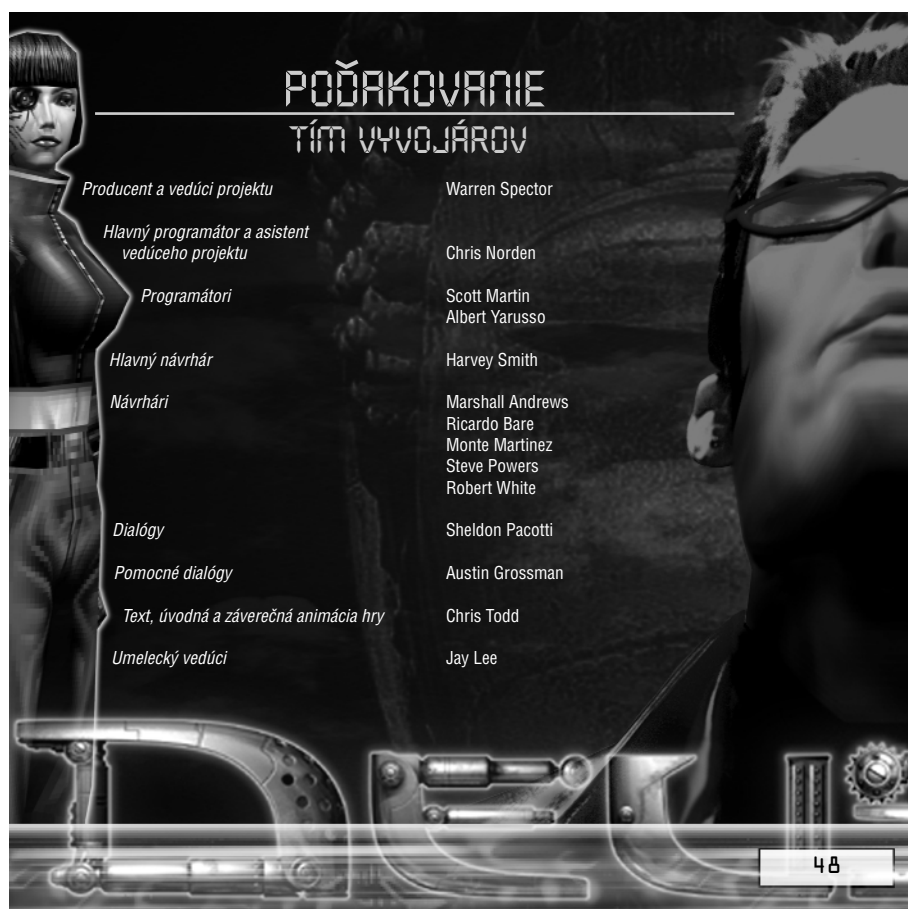 POĎAKOVANIE
TÍM VYVOJÁROV
Producent a vedúci projektu Warren Spector
Hlavný programátor a asistent
vedúceho projektu Chris Norden
Programátori Scott Martin
Albert Yarusso
Hlavný návrhár Harvey Smith
Návrhári Marshall Andrews
Ricardo Bare
Monte Martinez
Steve Powers
Robert White
Dialógy Sheldon Pacotti
Pomocné dialógy Austin Grossman
Text, úvodná a záverečná animácia hry Chris Todd
Umelecký vedúci Jay Lee
DEU
48